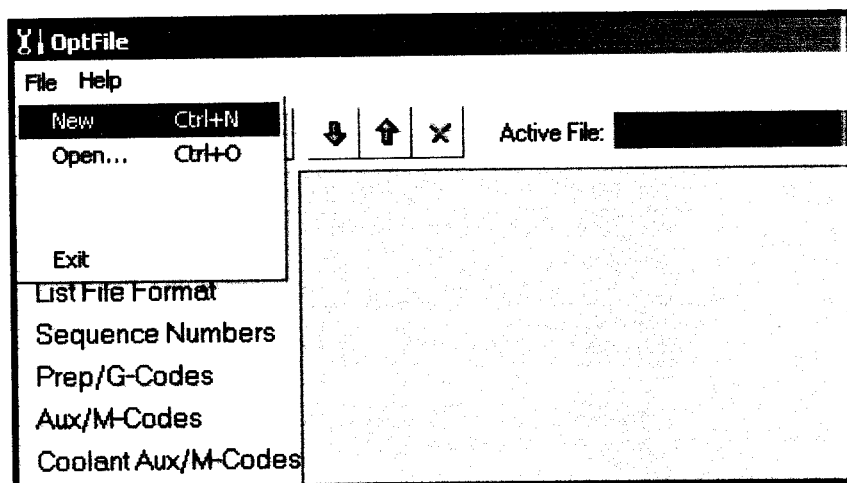 OptFile
File Help
New Ctrl+N
Open... Ctrl+O
Active File:
Exit
List File Format
Sequence Numbers
Prep/G-Codes
Aux/M-Codes
Coolant Aux/M-Codes